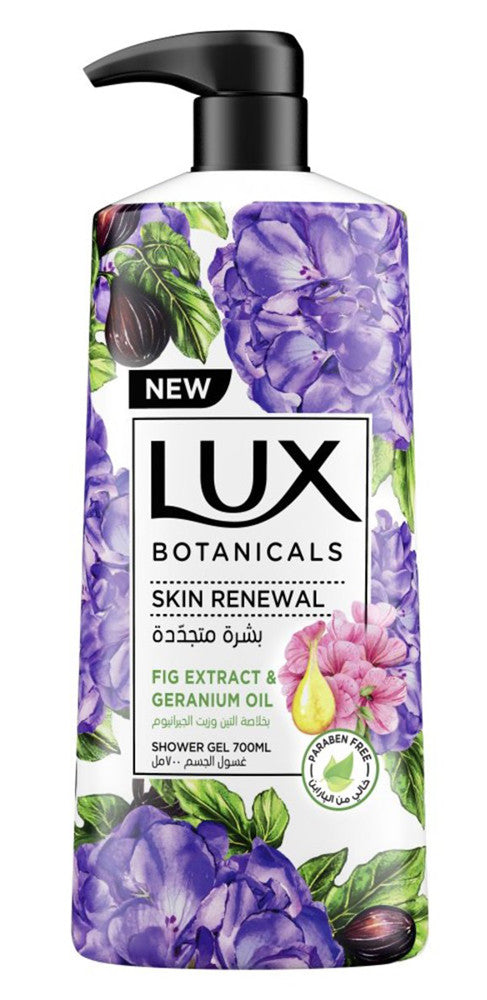 NEW
LUX
BOTANICALS
SKIN RENEWAL
بشرة متجدّدة
FIG EXTRACT &
GERANIUM OIL
بخلاصة التين وزيت الجيرانيوم
SHOWER GEL 700ML
غسول الجسم ٧٠٠مل
PARABEN FREE
خالي من البارابن